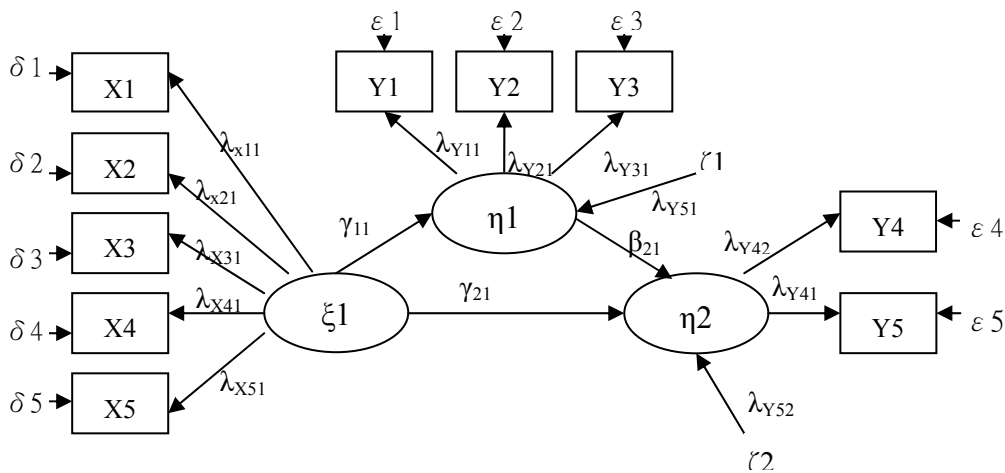 ε1 ε2 ε3
δ1 X1 Y1 Y2 Y3
λx11 λY11 λY21 λY31 ζ1
δ2 X2 λx21 η1 λY51
δ3 X3 λX31 γ11 β21 λY42 Y4 ε4
δ4 X4 λX41 ξ1 γ21 η2 λY41 Y5 ε5
δ5 X5 λX51 λY52
ζ2